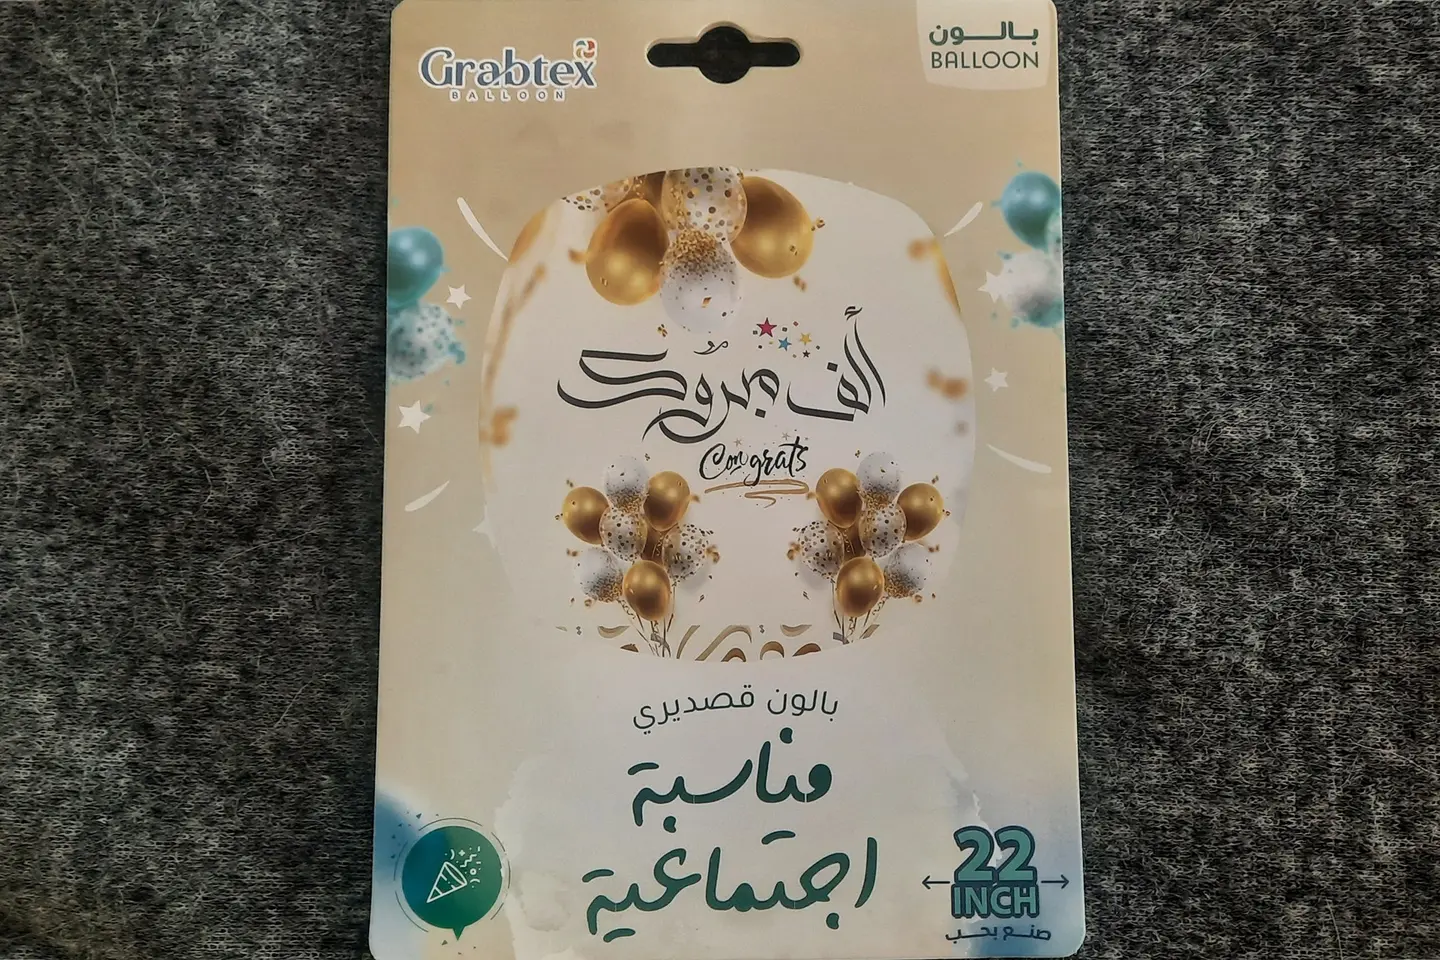 Grabtex
BALLOON
بالون
BALLOON
ألف مبروك
Congrats
بالون قصديري
مناسبة
اجتماعية
22
INCH
صنع بحب